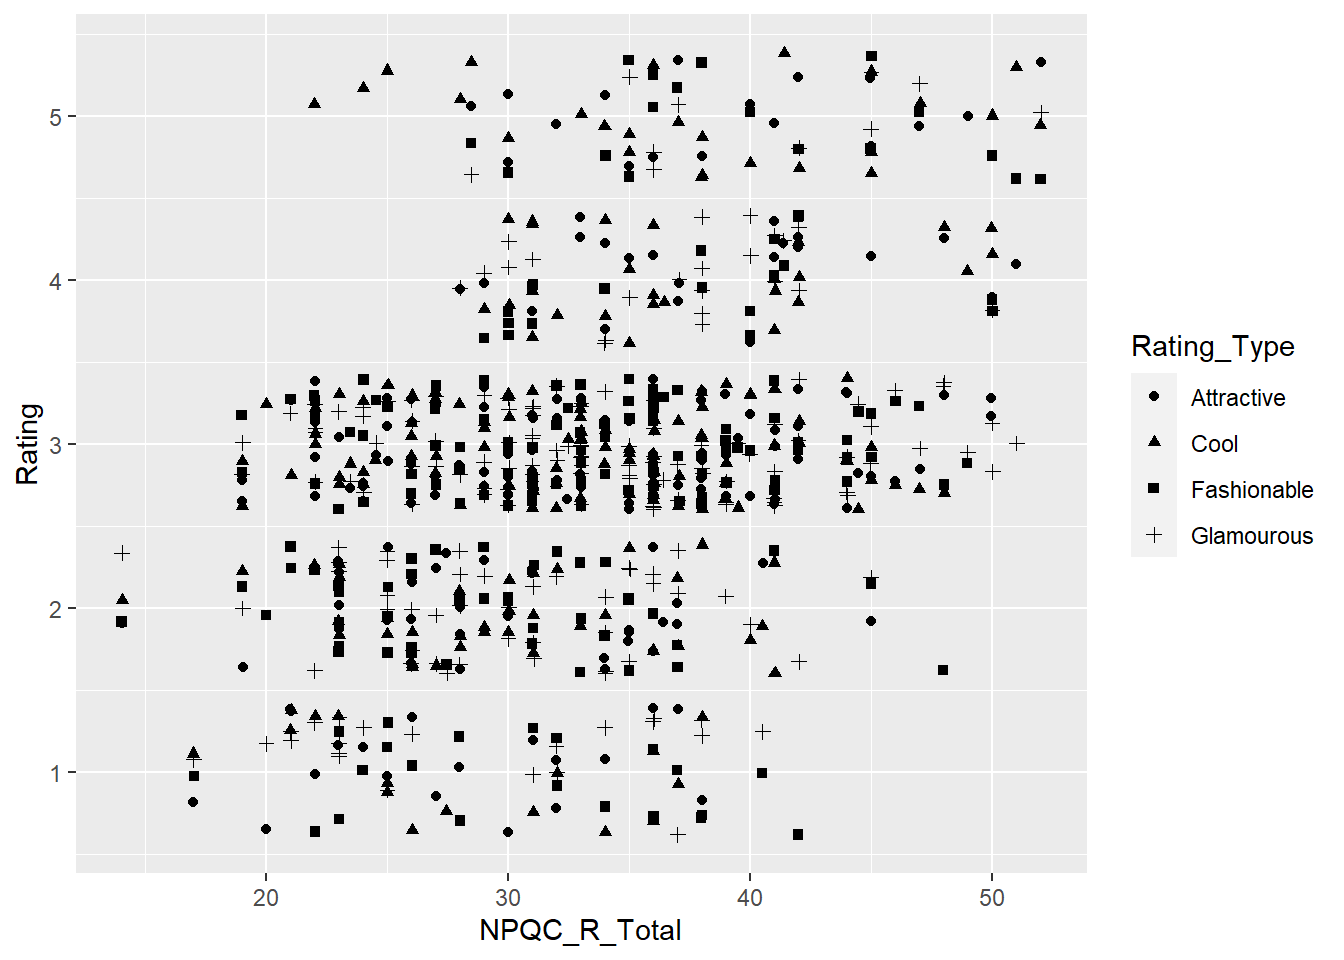 5
4
3
2
1
Rating
20
30
40
50
NPQC_R_Total
Rating_Type
Attractive
Cool
Fashionable
Glamourous